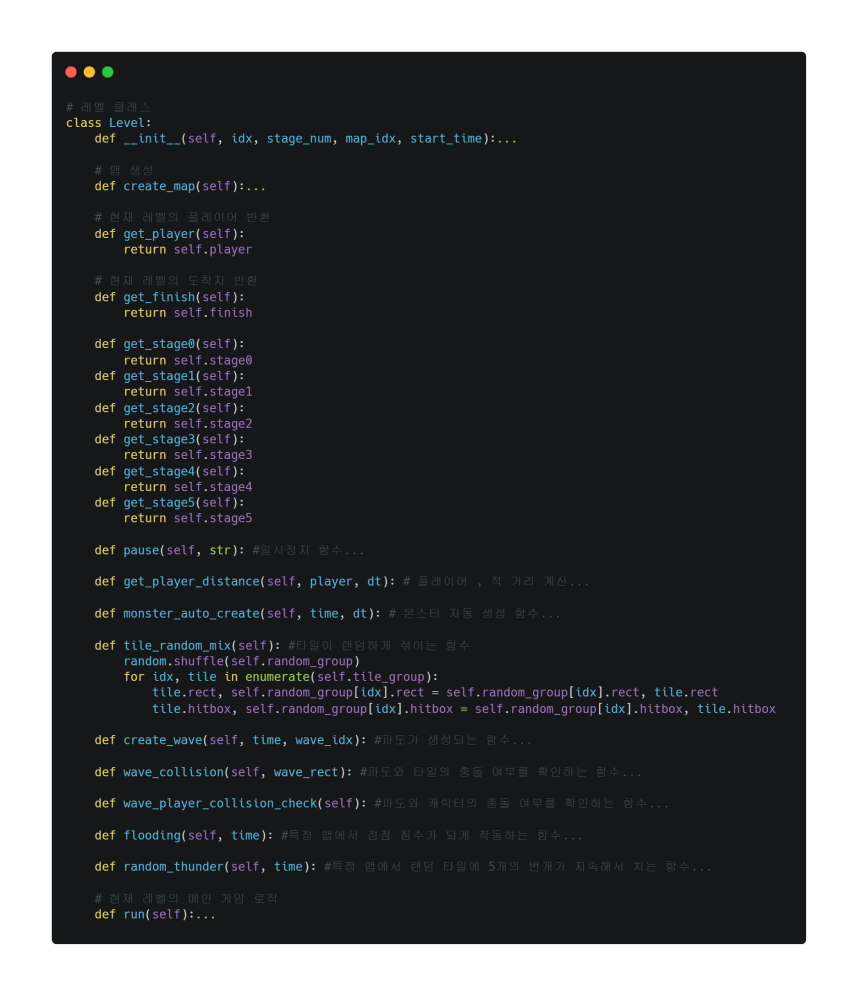 # 레벨 클래스
class Level:
    def __init__(self, idx, stage_num, map_idx, start_time):...
    # 맵 생성
    def create_map(self):...
    # 현재 레벨의 플레이어 반환
    def get_player(self):
        return self.player
    # 현재 레벨의 도착지 반환
    def get_finish(self):
        return self.finish
    def get_stage0(self):
        return self.stage0
    def get_stage1(self):
        return self.stage1
    def get_stage2(self):
        return self.stage2
    def get_stage3(self):
        return self.stage3
    def get_stage4(self):
        return self.stage4
    def get_stage5(self):
        return self.stage5
    def pause(self, str): #일시정지 함수...
    def get_player_distance(self, player, dt): # 플레이어 , 적 거리 계산...
    def monster_auto_create(self, time, dt): # 몬스터 자동 생성 함수...
    def tile_random_mix(self): #타일이 랜덤하게 섞이는 함수
        random.shuffle(self.random_group)
        for idx, tile in enumerate(self.tile_group):
            tile.rect, self.random_group[idx].rect = self.random_group[idx].rect, tile.rect
            tile.hitbox, self.random_group[idx].hitbox = self.random_group[idx].hitbox, tile.hitbox
    def create_wave(self, time, wave_idx): #파도가 생성되는 함수...
    def wave_collision(self, wave_rect): #파도와 타일의 충돌 여부를 확인하는 함수...
    def wave_player_collision_check(self): #파도와 캐릭터의 충돌 여부를 확인하는 함수...
    def flooding(self, time): #특정 맵에서 점점 침수가 되게 작동하는 함수...
    def random_thunder(self, time): #특정 맵에서 랜덤 타일에 5개의 번개가 지속해서 치는 함수...
    # 현재 레벨의 메인 게임 로직
    def run(self):...